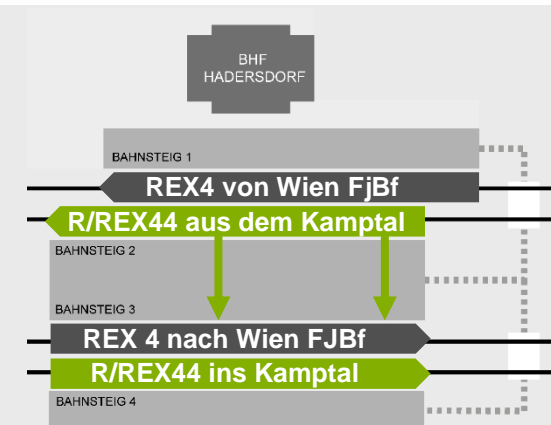 BHF
HADERSDORF
BAHNSTEIG 1
REX4 von Wien FjBf
R/REX44 aus dem Kamptal
BAHNSTEIG 2
BAHNSTEIG 3
REX 4 nach Wien FJBf
R/REX44 ins Kamptal
BAHNSTEIG 4